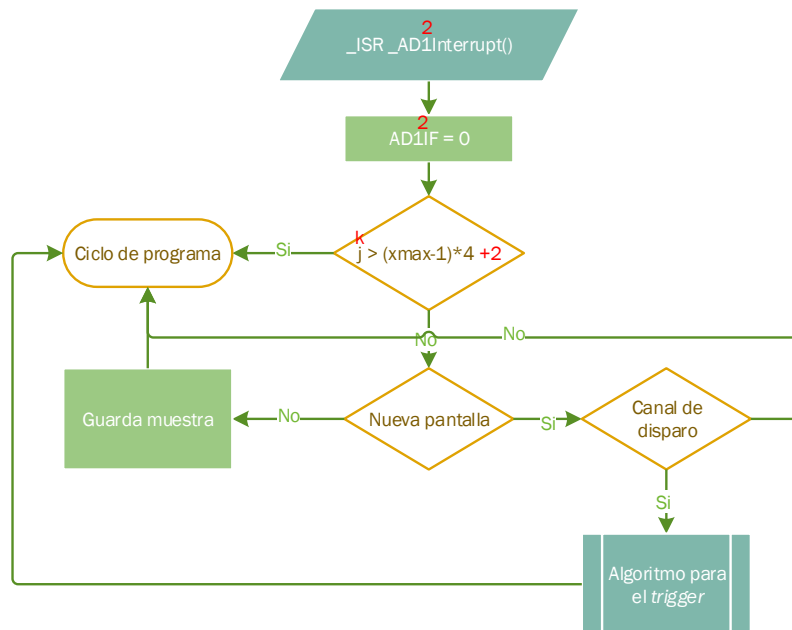 2
_ISR _AD1Interrupt()
2
AD1IF = 0
k
j > (xmax-1)*4 +2
Si
Ciclo de programa
No
No
Guarda muestra
No
Nueva pantalla
Si
Canal de
disparo
Si
Algoritmo para
el trigger